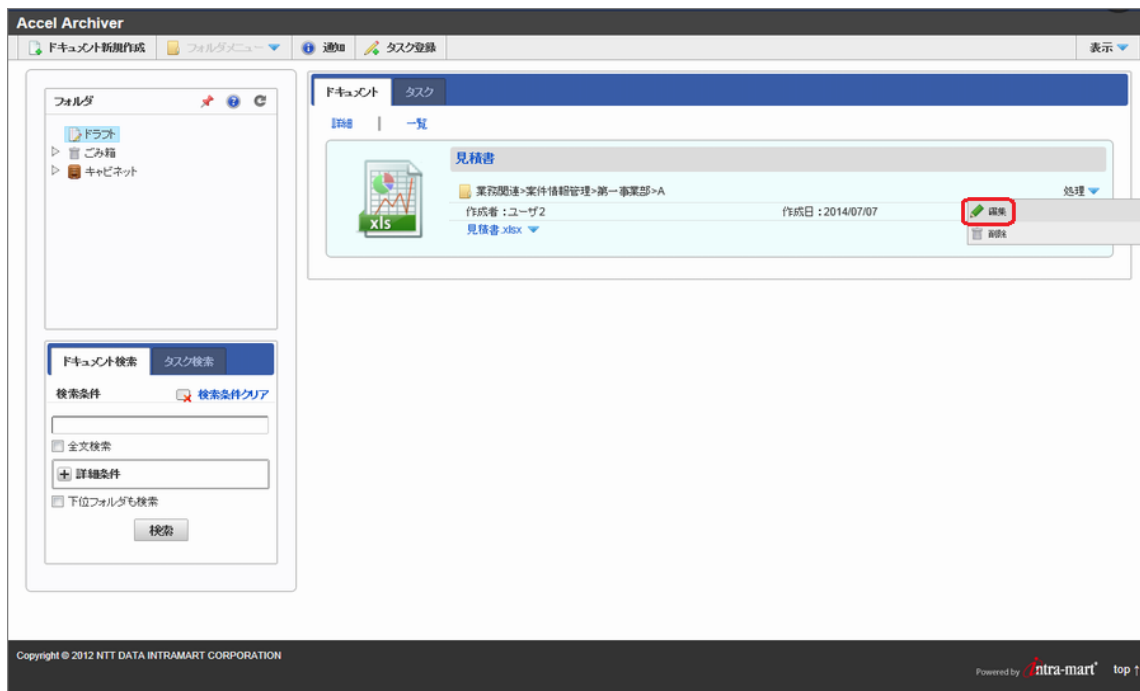 Accel Archiver
ドキュメント新規作成 フォルダメニュー 通知 タスク登録 表示
フォルダ
ドラフト
ごみ箱
キャビネット
ドキュメント タスク
詳細 | 一覧
見積書
業務関連>案件情報管理>第一事業部>A 処理
作成者:ユーザ2 作成日:2014/07/07 編集
見積書.xlsx 削除
xls
ドキュメント検索 タスク検索
検索条件 検索条件クリア
全文検索
詳細条件
下位フォルダも検索
検索
Copyright © 2012 NTT DATA INTRAMART CORPORATION
Powered by intra-mart top ↑